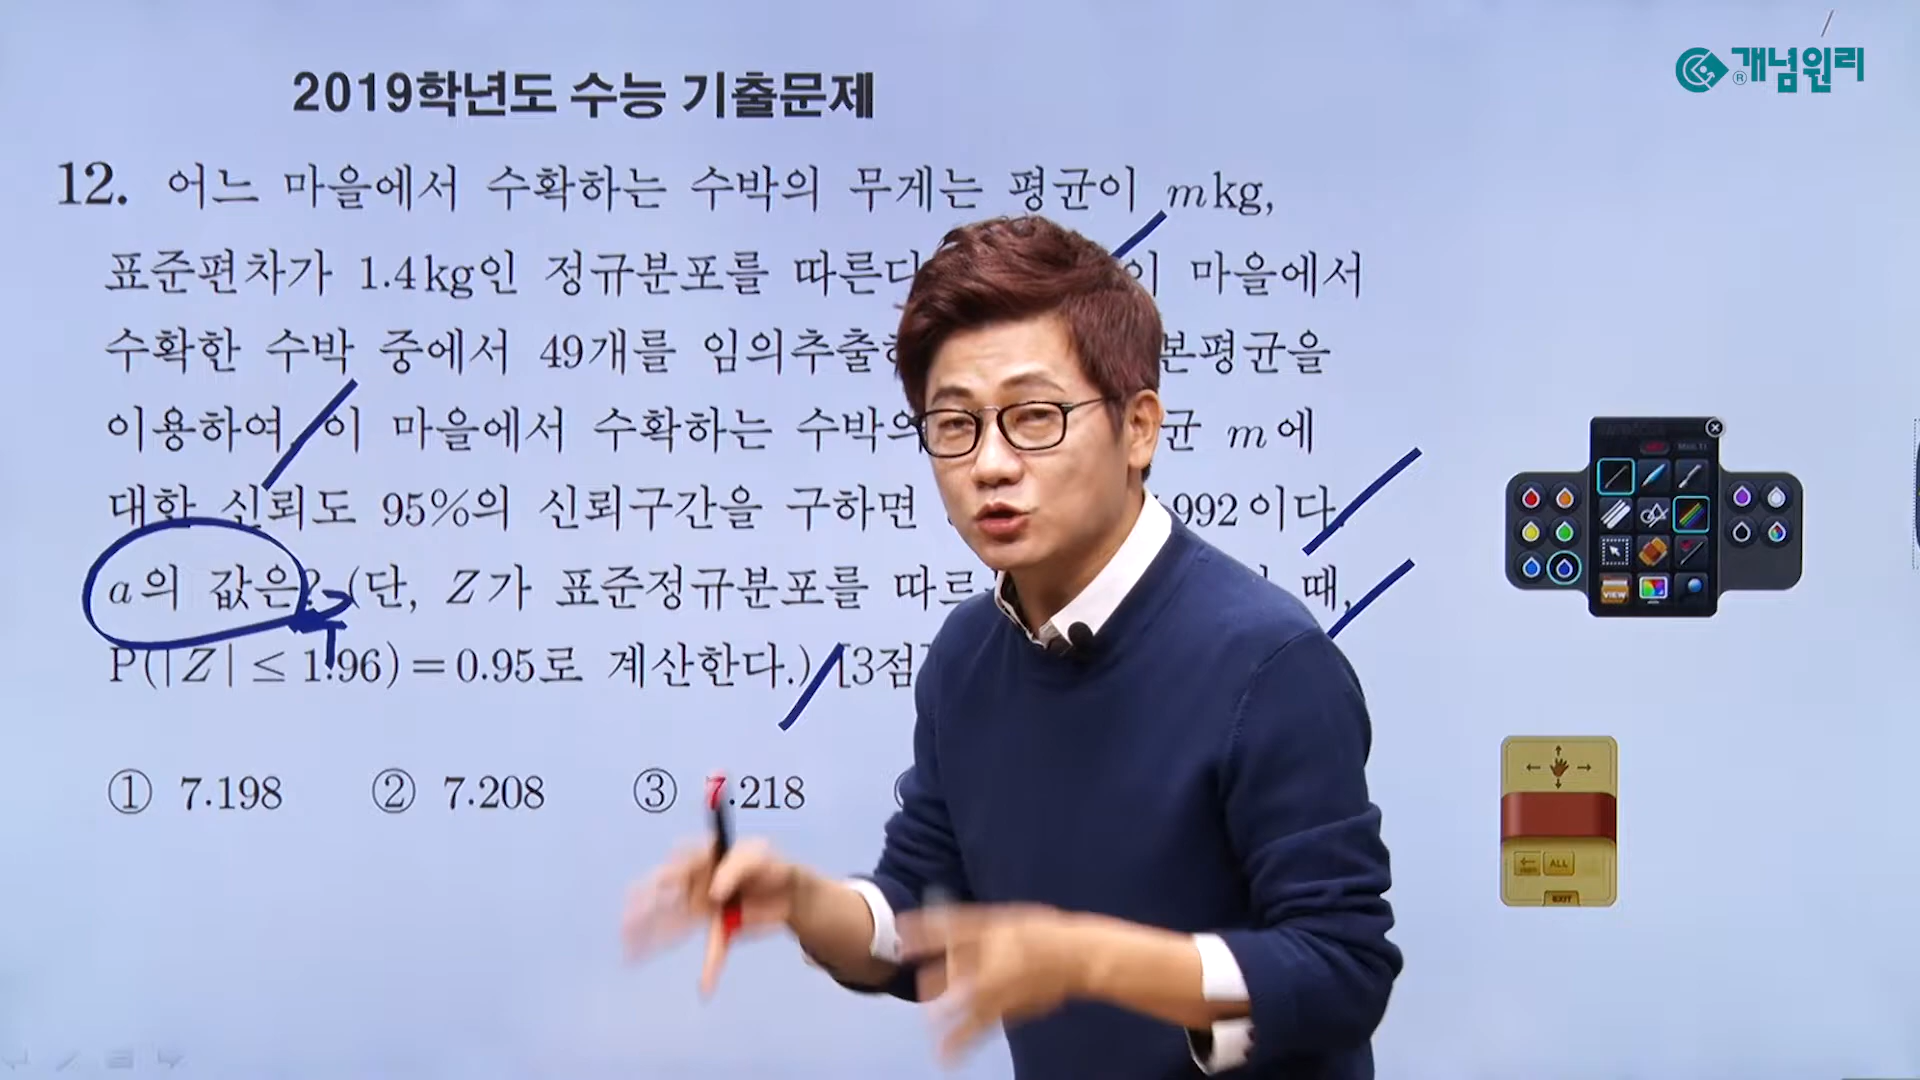 개념원리
2019학년도 수능 기출문제
12. 어느 마을에서 수확하는 수박의 무게는 평균이 m kg,
표준편차가 1.4 kg인 정규분포를 따른다 이 마을에서
수확한 수박 중에서 49개를 임의추출 본평균을
이용하여, 이 마을에서 수확하는 수박의 균 m에
대한 신뢰도 95%의 신뢰구간을 구하면 992이다.
a의 값은? (단, Z가 표준정규분포를 따르 때,
P(|Z| ≤ 1.96) = 0.95로 계산한다.) [3점]
① 7.198 ② 7.208 ③ 7.218
VIEW
ALL
EXIT